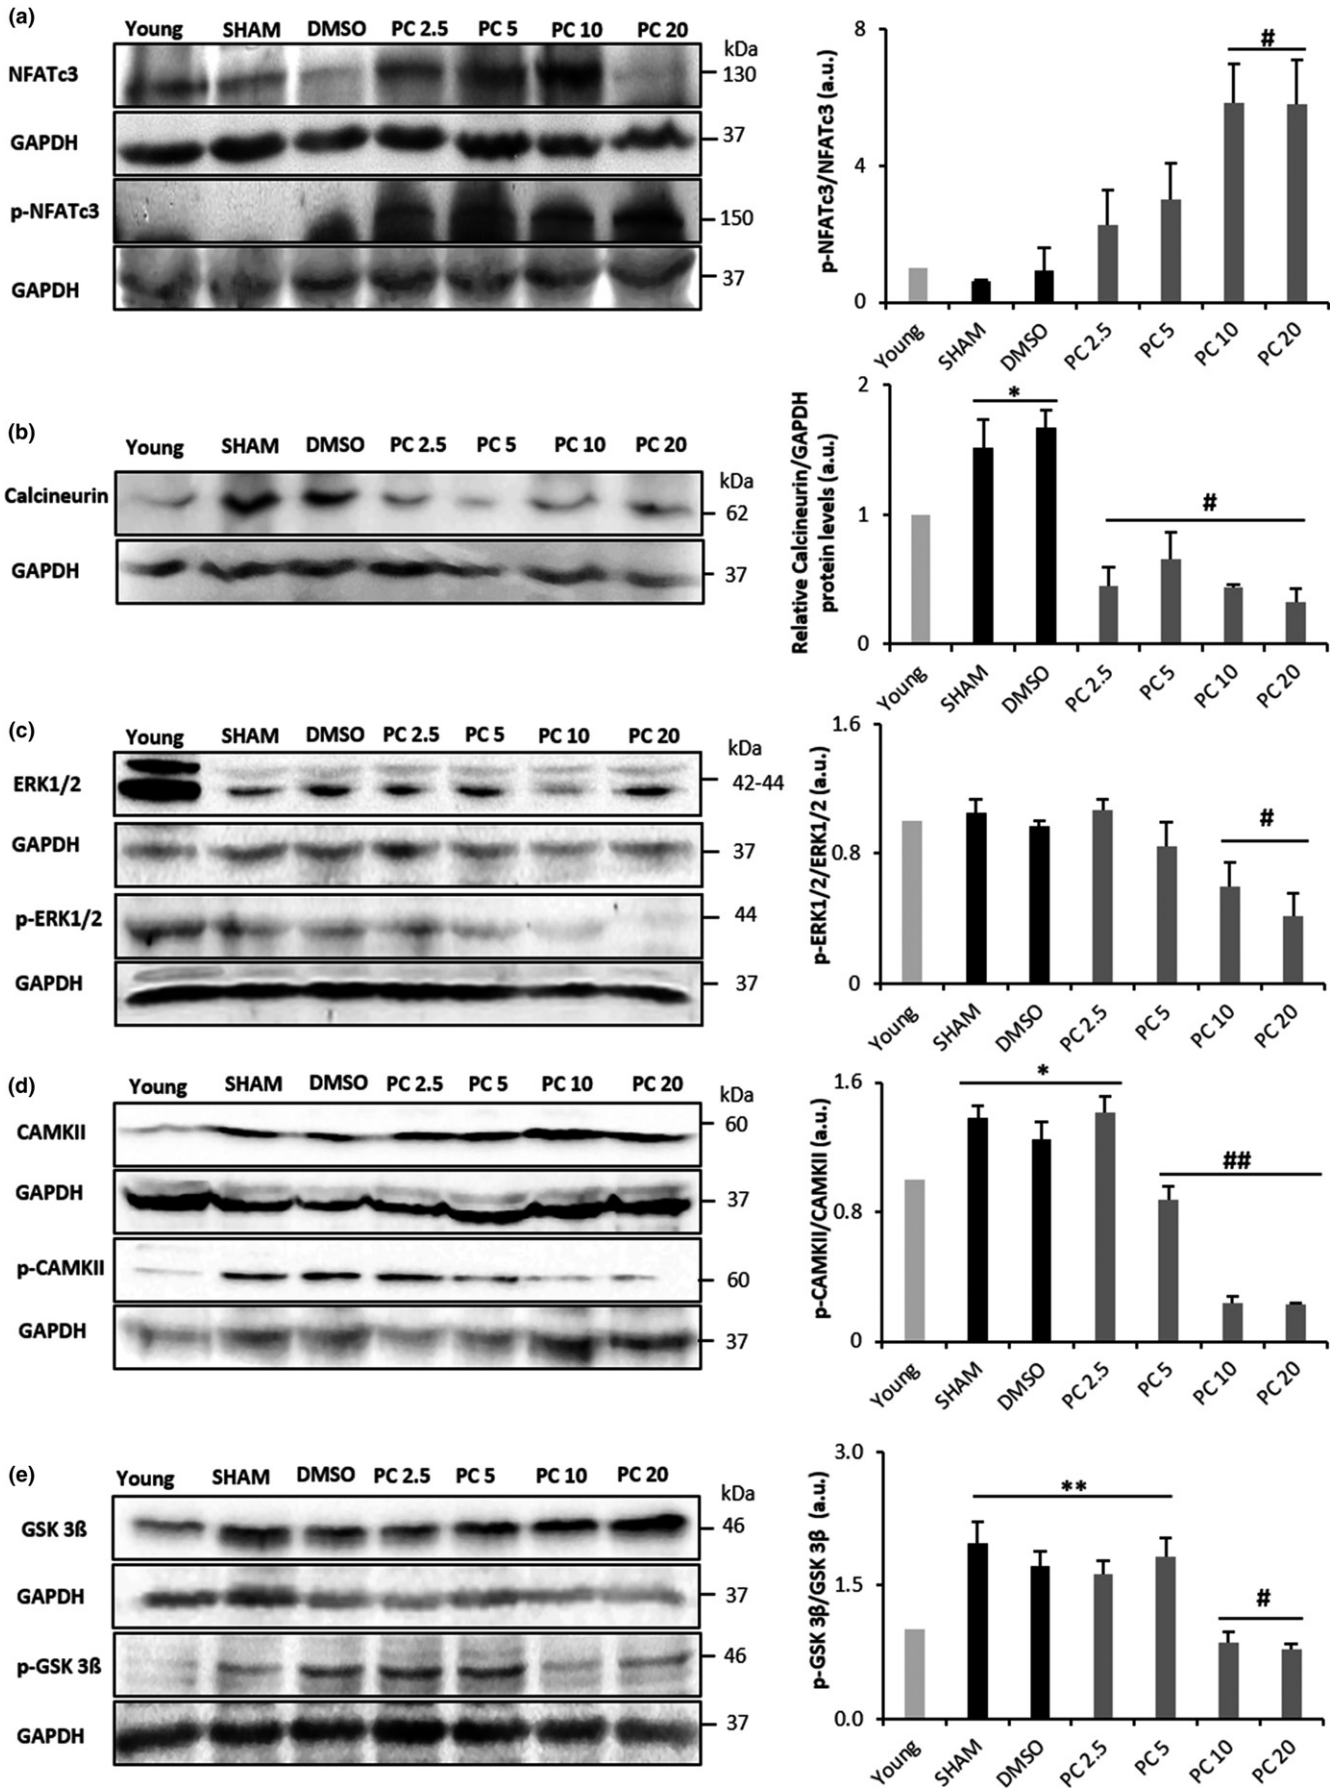 (a)
Young SHAM DMSO PC 2.5 PC 5 PC 10 PC 20
kDa
NFATc3
130
GAPDH
37
p-NFATc3
150
GAPDH
37
p-NFATc3/NFATc3 (a.u.)
8
4
0
#
Young SHAM DMSO PC 2.5 PC 5 PC 10 PC 20
(b)
Young SHAM DMSO PC 2.5 PC 5 PC 10 PC 20
kDa
Calcineurin
62
GAPDH
37
Relative Calcineurin/GAPDH
protein levels (a.u.)
2
1
0
*
#
Young SHAM DMSO PC 2.5 PC 5 PC 10 PC 20
(c)
Young SHAM DMSO PC 2.5 PC 5 PC 10 PC 20
kDa
ERK1/2
42-44
GAPDH
37
p-ERK1/2
44
GAPDH
37
p-ERK1/2/ERK1/2 (a.u.)
1.6
0.8
0
#
Young SHAM DMSO PC 2.5 PC 5 PC 10 PC 20
(d)
Young SHAM DMSO PC 2.5 PC 5 PC 10 PC 20
kDa
CAMKII
60
GAPDH
37
p-CAMKII
60
GAPDH
37
p-CAMKII/CAMKII (a.u.)
1.6
0.8
0
*
##
Young SHAM DMSO PC 2.5 PC 5 PC 10 PC 20
(e)
Young SHAM DMSO PC 2.5 PC 5 PC 10 PC 20
kDa
GSK 3ß
46
GAPDH
37
p-GSK 3ß
46
GAPDH
37
p-GSK 3β/GSK 3β (a.u.)
3.0
1.5
0.0
**
#
Young SHAM DMSO PC 2.5 PC 5 PC 10 PC 20